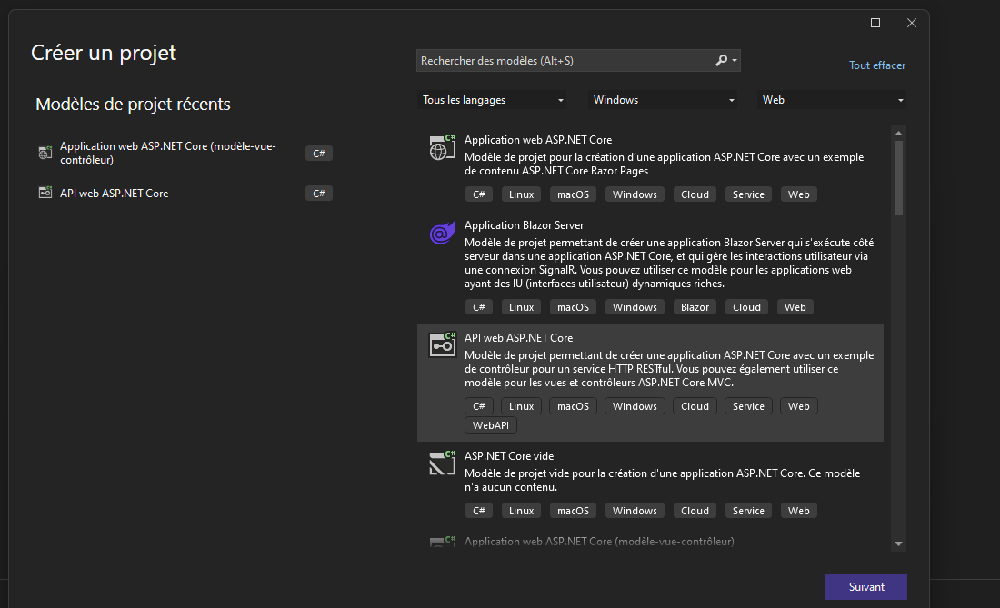 Créer un projet
Rechercher des modèles (Alt+S)
Tout effacer
Modèles de projet récents
Tous les langages
Windows
Web
Application web ASP.NET Core (modèle-vue-
contrôleur)
C#
API web ASP.NET Core
C#
C#
Application web ASP.NET Core
Modèle de projet pour la création d'une application ASP.NET Core avec un exemple
de contenu ASP.NET Core Razor Pages
C# Linux macOS Windows Cloud Service Web
Application Blazor Server
Modèle de projet permettant de créer une application Blazor Server qui s'exécute côté
serveur dans une application ASP.NET Core, et qui gère les interactions utilisateur via
une connexion SignalR. Vous pouvez utiliser ce modèle pour les applications web
ayant des IU (interfaces utilisateur) dynamiques riches.
C# Linux macOS Windows Blazor Cloud Web
C#
API web ASP.NET Core
Modèle de projet permettant de créer une application ASP.NET Core avec un exemple
de contrôleur pour un service HTTP RESTful. Vous pouvez également utiliser ce
modèle pour les vues et contrôleurs ASP.NET Core MVC.
C# Linux macOS Windows Cloud Service Web
WebAPI
C#
ASP.NET Core vide
Modèle de projet vide pour la création d'une application ASP.NET Core. Ce modèle
n'a aucun contenu.
C# Linux macOS Windows Cloud Service Web
C#
Application web ASP.NET Core (modèle-vue-contrôleur)
Suivant